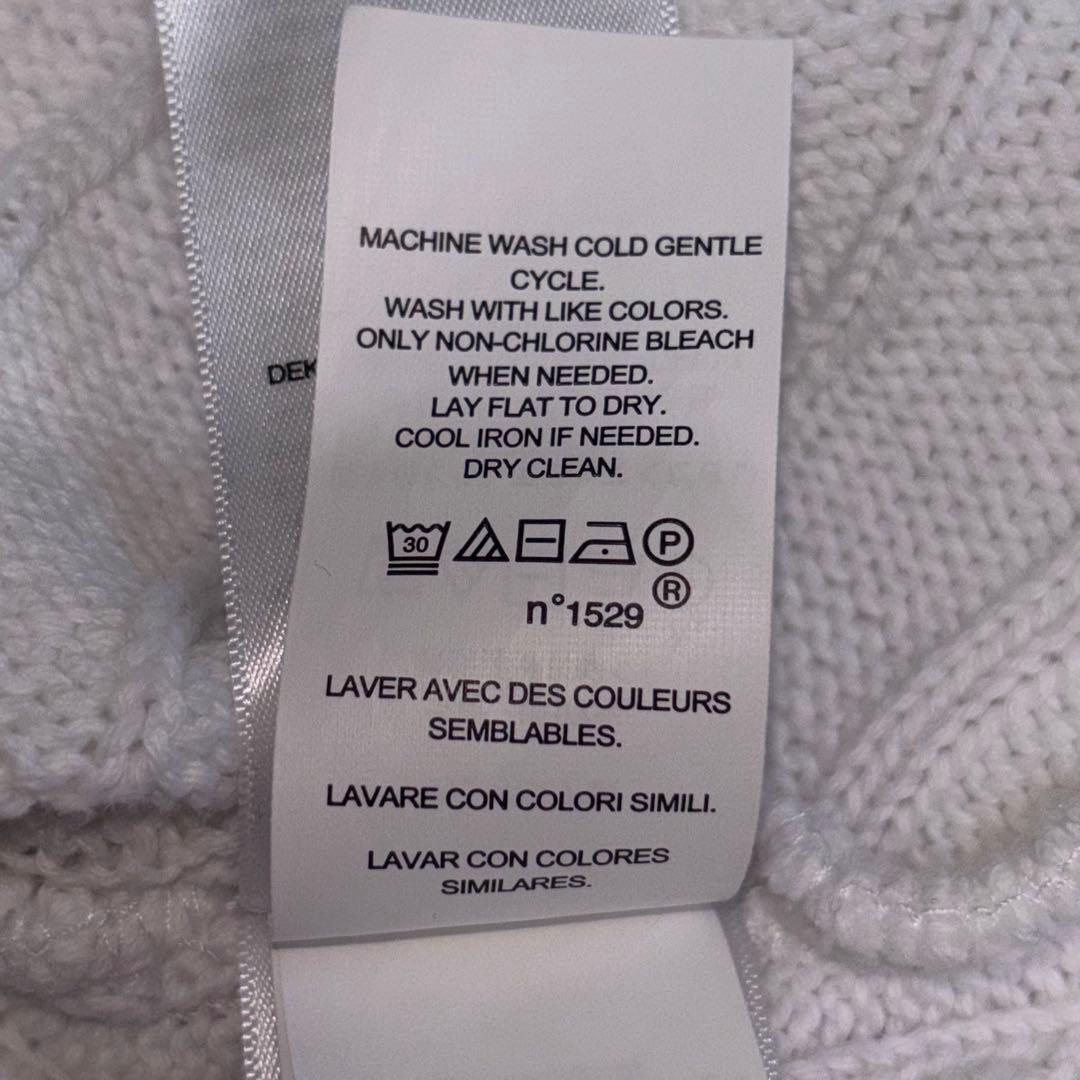 MACHINE WASH COLD GENTLE
CYCLE.
WASH WITH LIKE COLORS.
ONLY NON-CHLORINE BLEACH
WHEN NEEDED.
LAY FLAT TO DRY.
COOL IRON IF NEEDED.
DRY CLEAN.
DEK
30 P
n°1529 ®
LAVER AVEC DES COULEURS
SEMBLABLES.
LAVARE CON COLORI SIMILI.
LAVAR CON COLORES
SIMILARES.